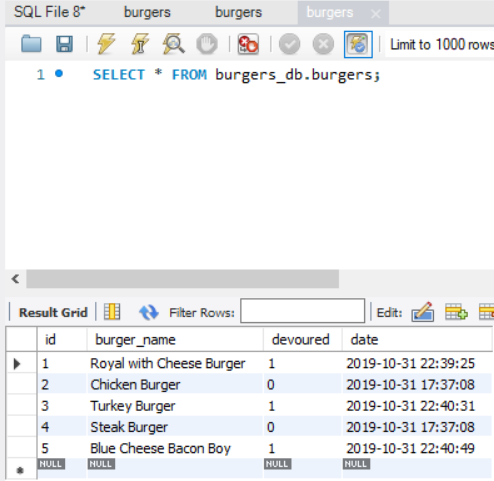 SQL File 8* burgers burgers burgers
Limit to 1000 rows
1 SELECT * FROM burgers_db.burgers;
Result Grid Filter Rows: Edit:
id burger_name devoured date
1 Royal with Cheese Burger 1 2019-10-31 22:39:25
2 Chicken Burger 0 2019-10-31 17:37:08
3 Turkey Burger 1 2019-10-31 22:40:31
4 Steak Burger 0 2019-10-31 17:37:08
5 Blue Cheese Bacon Boy 1 2019-10-31 22:40:49
NULL NULL NULL NULL